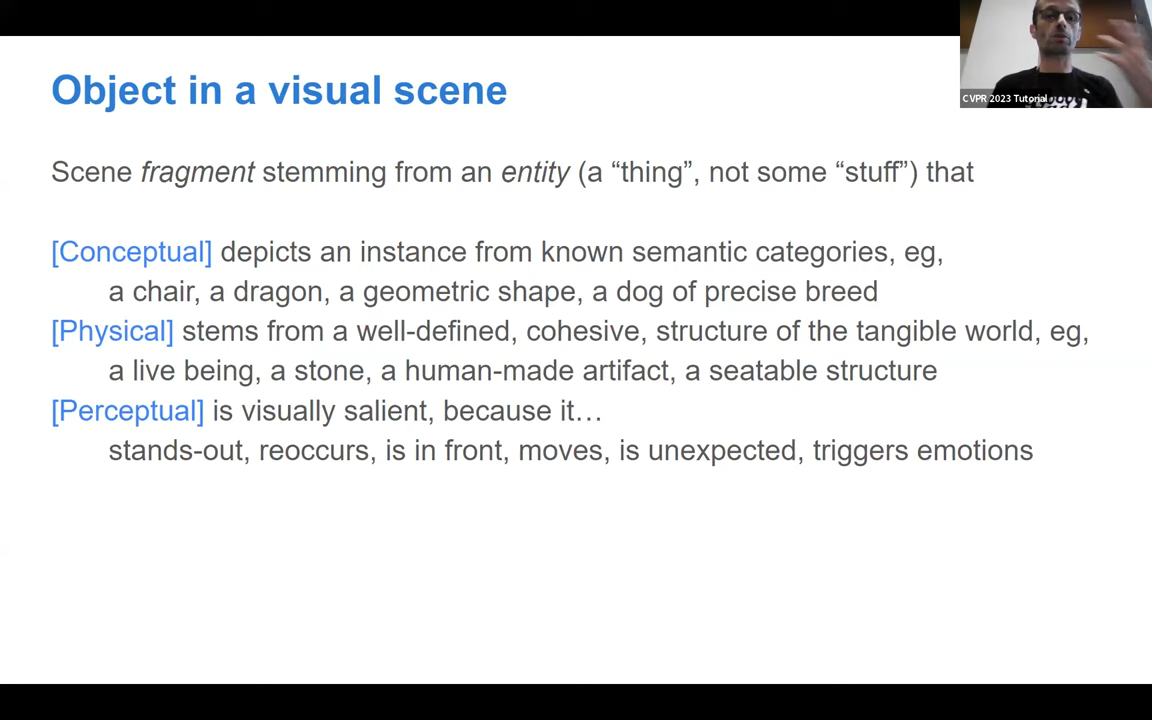 CVPR 2023 Tutorial
Object in a visual scene
Scene fragment stemming from an entity (a “thing”, not some “stuff”) that
[Conceptual] depicts an instance from known semantic categories, eg,
a chair, a dragon, a geometric shape, a dog of precise breed
[Physical] stems from a well-defined, cohesive, structure of the tangible world, eg,
a live being, a stone, a human-made artifact, a seatable structure
[Perceptual] is visually salient, because it…
stands-out, reoccurs, is in front, moves, is unexpected, triggers emotions